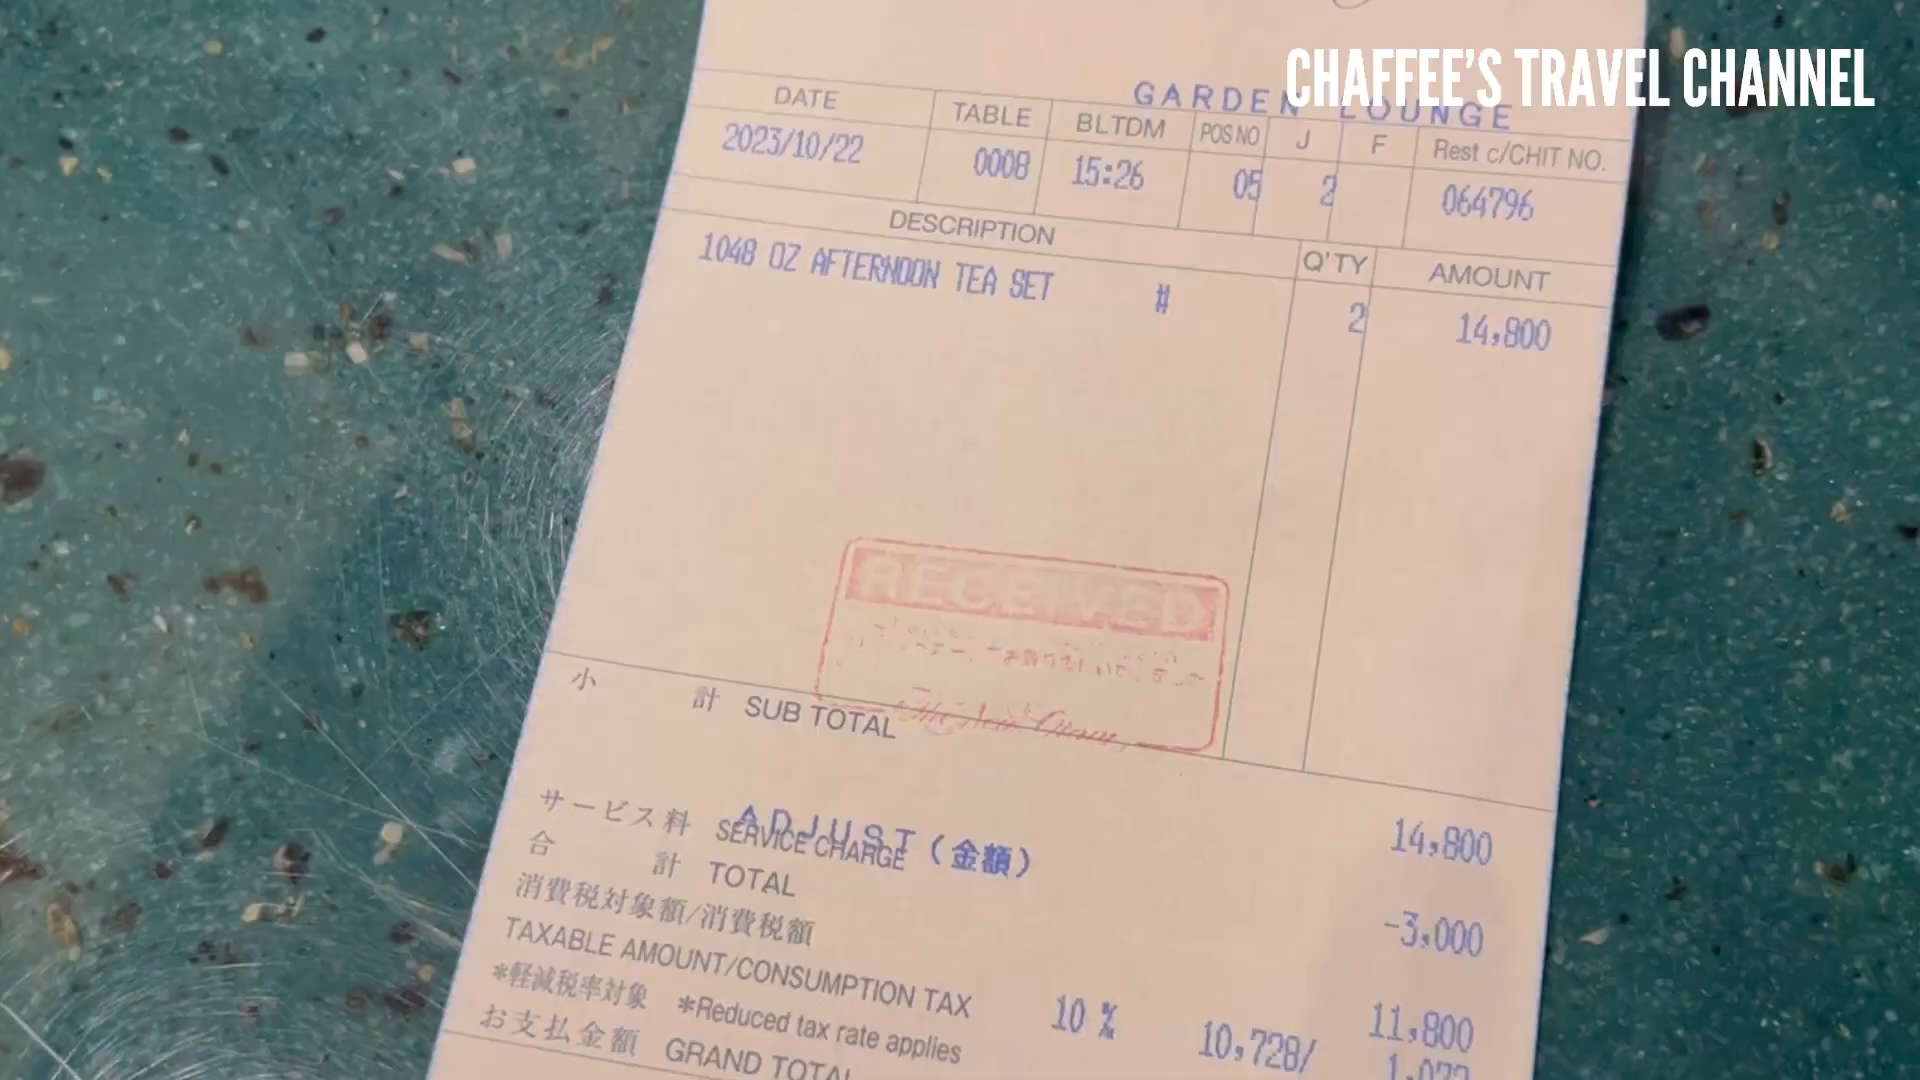 CHAFFEE'S TRAVEL CHANNEL
GARDEN LOUNGE
DATE TABLE BLTDM POS NO J F Rest c/CHIT NO.
2023/10/22 0008 15:26 05 2 064796
DESCRIPTION Q'TY AMOUNT
1048 OZ AFTERNOON TEA SET # 2 14,800
RECEIVED
小 計 SUB TOTAL 14,800
ADJUST(金額) -3,000
サービス料 SERVICE CHARGE
合 計 TOTAL 11,800
消費税対象額/消費税額
TAXABLE AMOUNT/CONSUMPTION TAX 10 % 10,728/ 1,072
*軽減税率対象 *Reduced tax rate applies
お支払金額 GRAND TOTAL